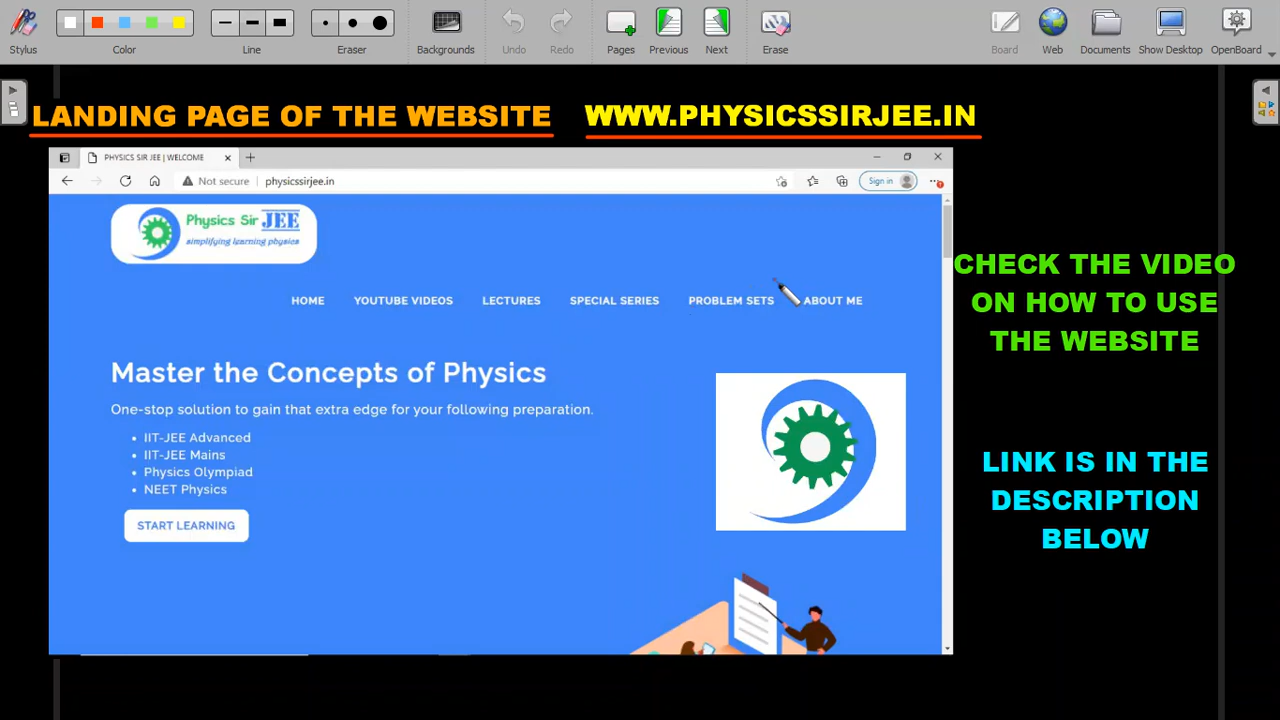 Stylus Color Line Eraser Backgrounds Undo Redo Pages Previous Next Erase Board Web Documents Show Desktop OpenBoard
LANDING PAGE OF THE WEBSITE WWW.PHYSICSSIRJEE.IN
PHYSICS SIR JEE | WELCOME
Not secure physicssirjee.in Sign in
Physics Sir JEE
simplifying learning physics
HOME YOUTUBE VIDEOS LECTURES SPECIAL SERIES PROBLEM SETS ABOUT ME
Master the Concepts of Physics
One-stop solution to gain that extra edge for your following preparation.
• IIT-JEE Advanced
• IIT-JEE Mains
• Physics Olympiad
• NEET Physics
START LEARNING
CHECK THE VIDEO
ON HOW TO USE
THE WEBSITE
LINK IS IN THE
DESCRIPTION
BELOW